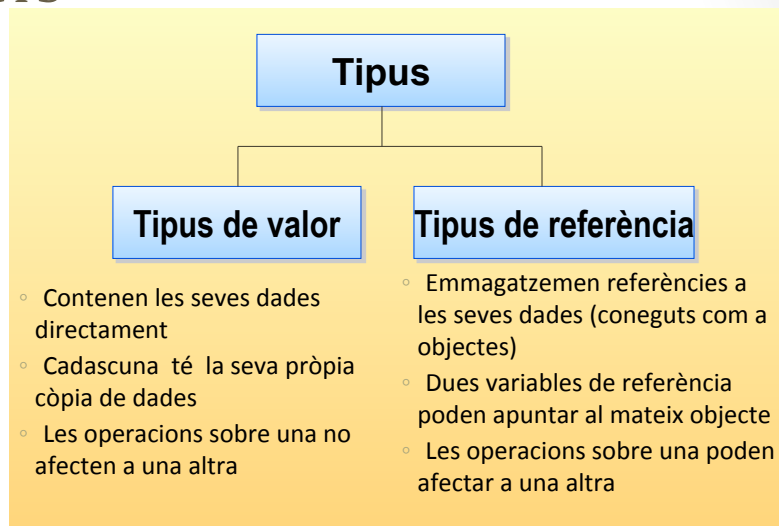 Tipus
Tipus de valor
Contenen les seves dades
directament
Cadascuna té la seva pròpia
còpia de dades
Les operacions sobre una no
afecten a una altra
Tipus de referència
Emmagatzemen referències a
les seves dades (coneguts com a
objectes)
Dues variables de referència
poden apuntar al mateix objecte
Les operacions sobre una poden
afectar a una altra